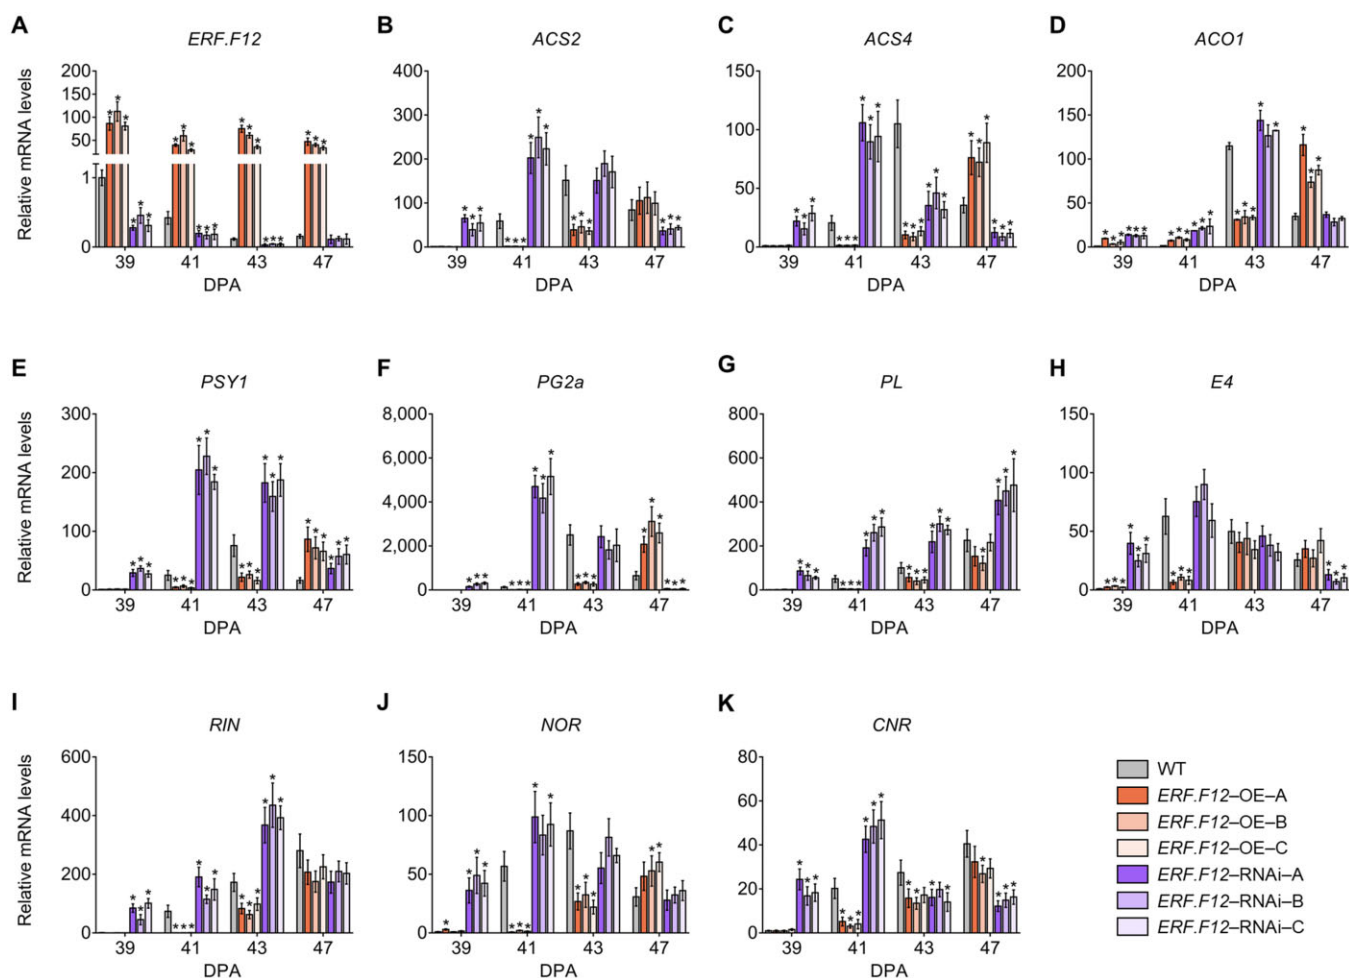 A
ERF.F12
Relative mRNA levels
200
150
100
50
1
0
39 41 43 47
DPA
B
ACS2
400
300
200
100
0
39 41 43 47
DPA
C
ACS4
150
100
50
0
39 41 43 47
DPA
D
ACO1
200
150
100
50
0
39 41 43 47
DPA
E
PSY1
Relative mRNA levels
300
200
100
0
39 41 43 47
DPA
F
PG2a
8,000
6,000
4,000
2,000
0
39 41 43 47
DPA
G
PL
800
600
400
200
0
39 41 43 47
DPA
H
E4
150
100
50
0
39 41 43 47
DPA
I
RIN
Relative mRNA levels
600
400
200
0
39 41 43 47
DPA
J
NOR
150
100
50
0
39 41 43 47
DPA
K
CNR
80
60
40
20
0
39 41 43 47
DPA
WT
ERF.F12–OE–A
ERF.F12–OE–B
ERF.F12–OE–C
ERF.F12–RNAi–A
ERF.F12–RNAi–B
ERF.F12–RNAi–C